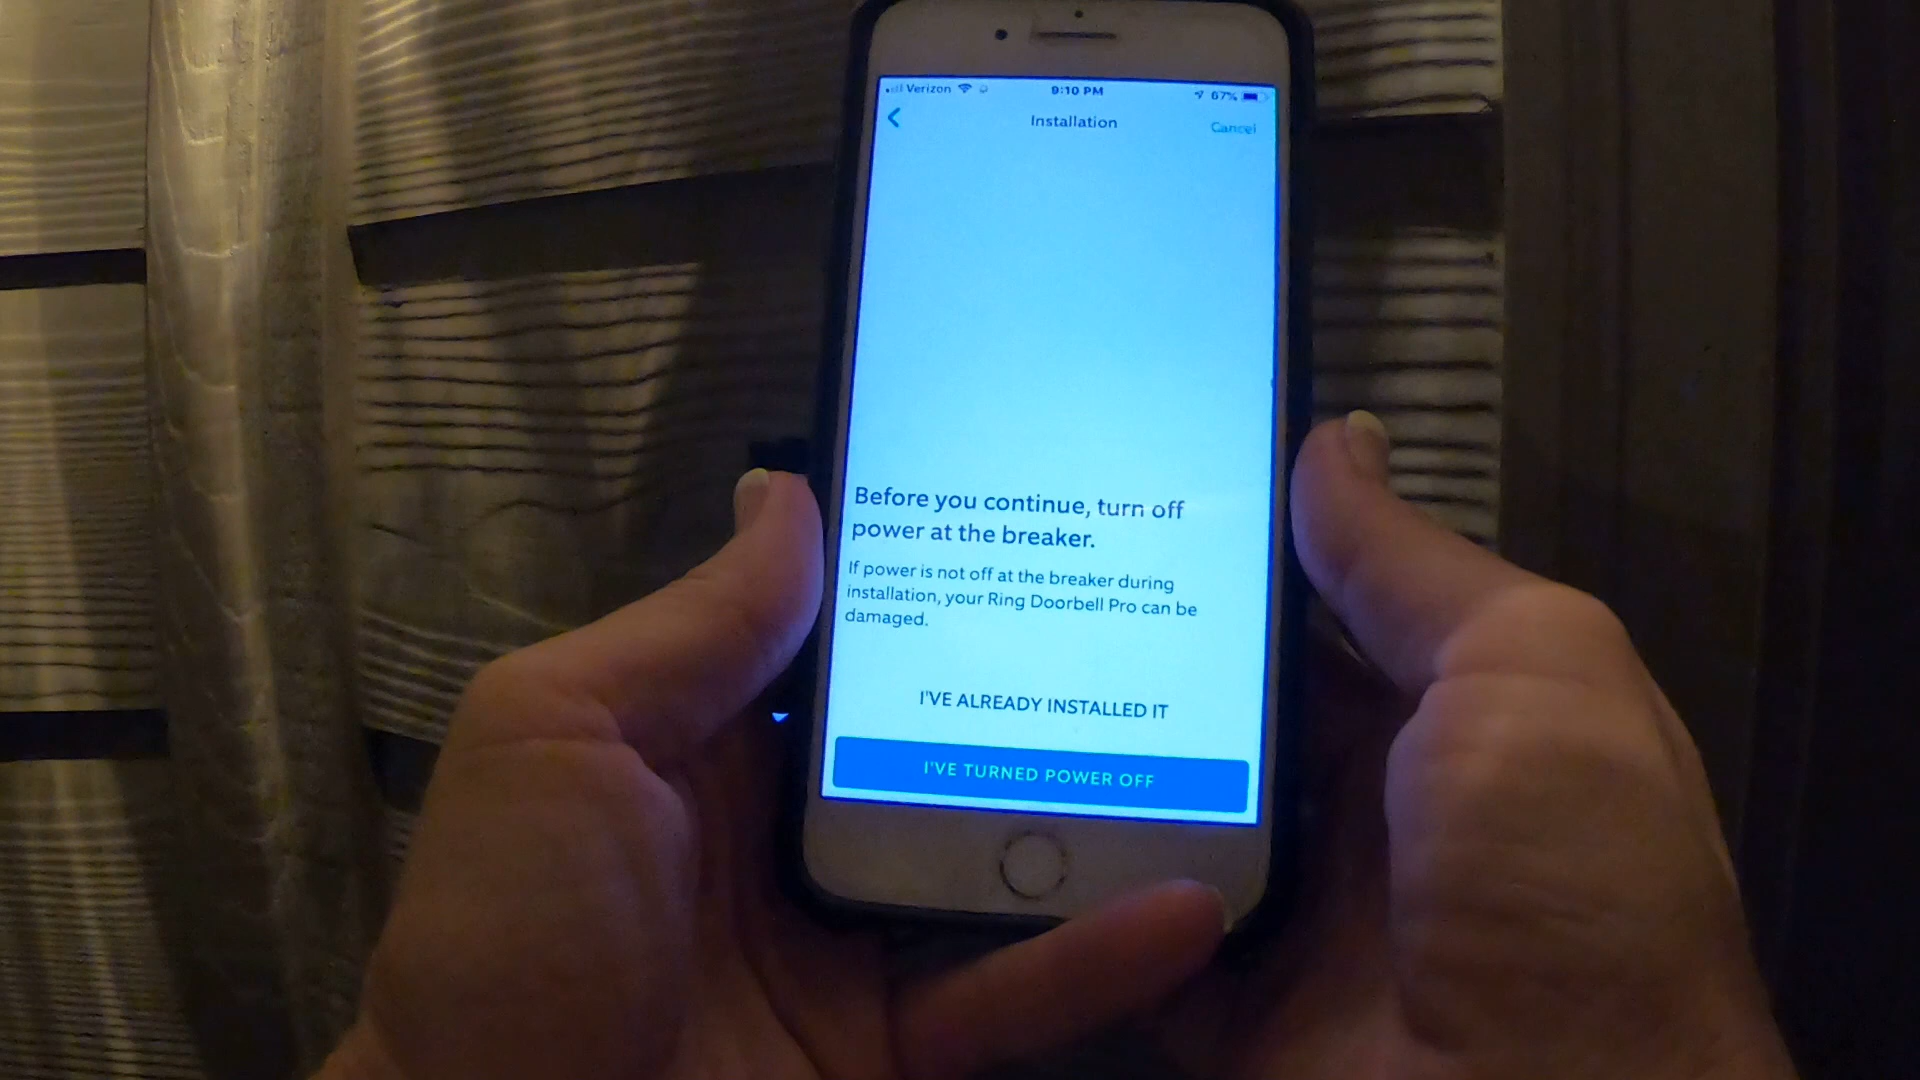 Verizon 9:10 PM 67%
Installation Cancel
Before you continue, turn off
power at the breaker.
If power is not off at the breaker during
installation, your Ring Doorbell Pro can be
damaged.
I'VE ALREADY INSTALLED IT
I'VE TURNED POWER OFF